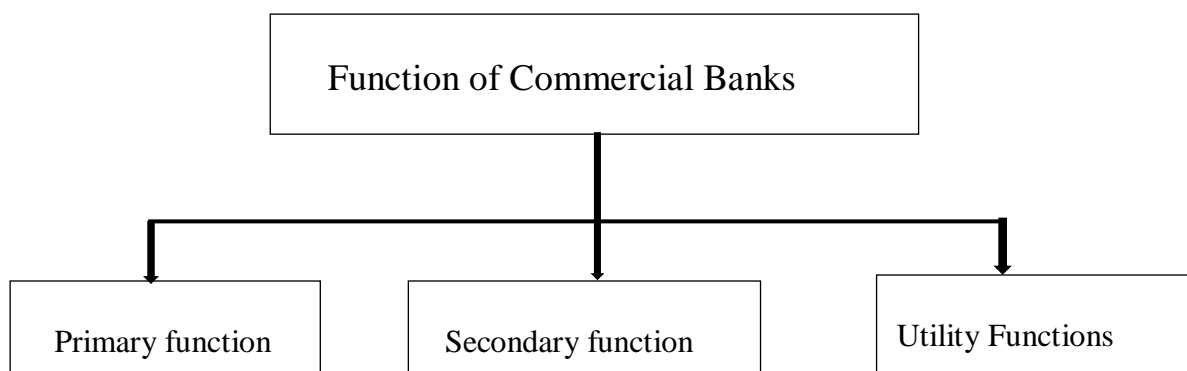 Function of Commercial Banks
Primary function
Secondary function
Utility Functions